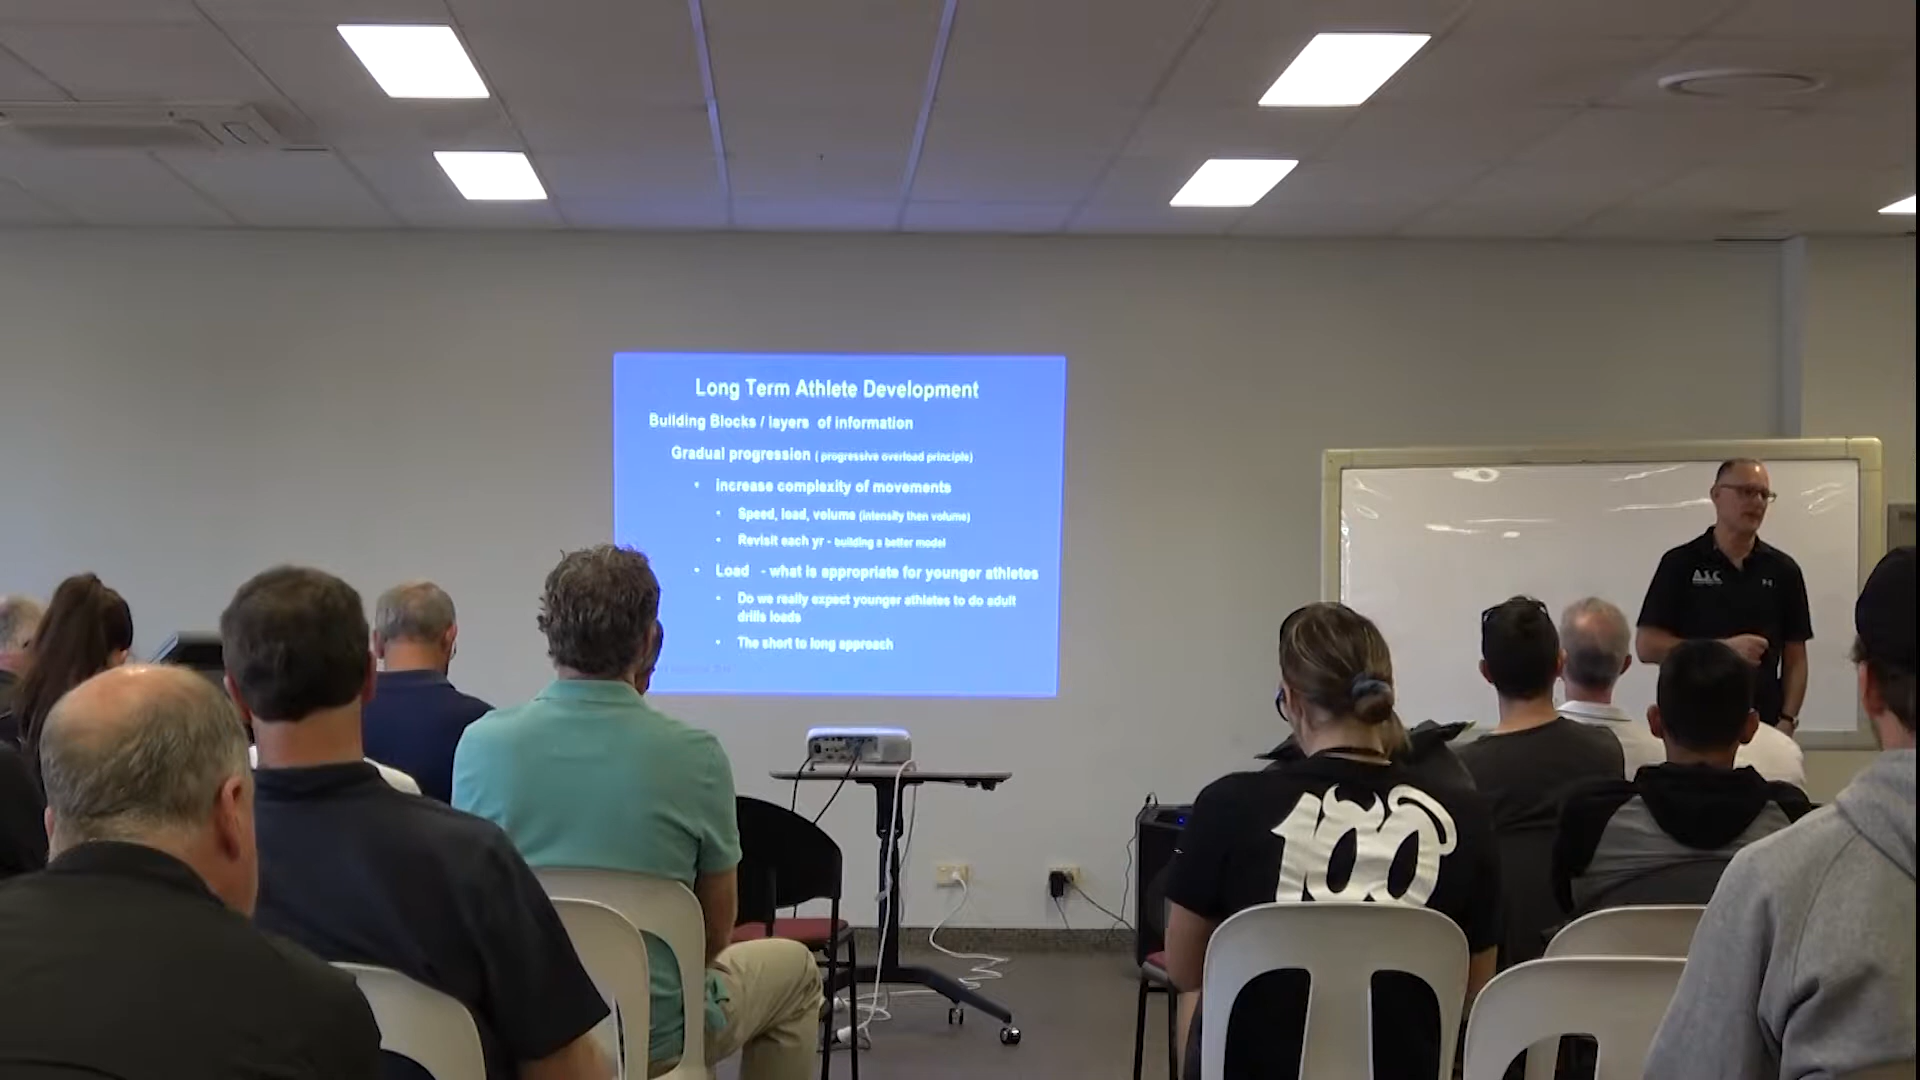 Long Term Athlete Development
Building Blocks / layers of information
Gradual progression ( progressive overload principle)
• increase complexity of movements
• Speed, load, volume (intensity then volume)
• Revisit each yr - building a better model
• Load - what is appropriate for younger athletes
• Do we really expect younger athletes to do adult
drills loads
• The short to long approach
ASC
100